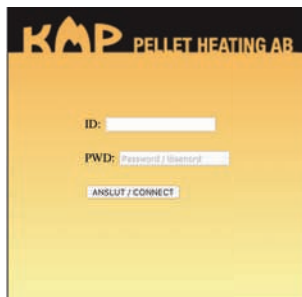 KMP PELLET HEATING AB
ID:
PWD: Password / lösenord
ANSLUT / CONNECT